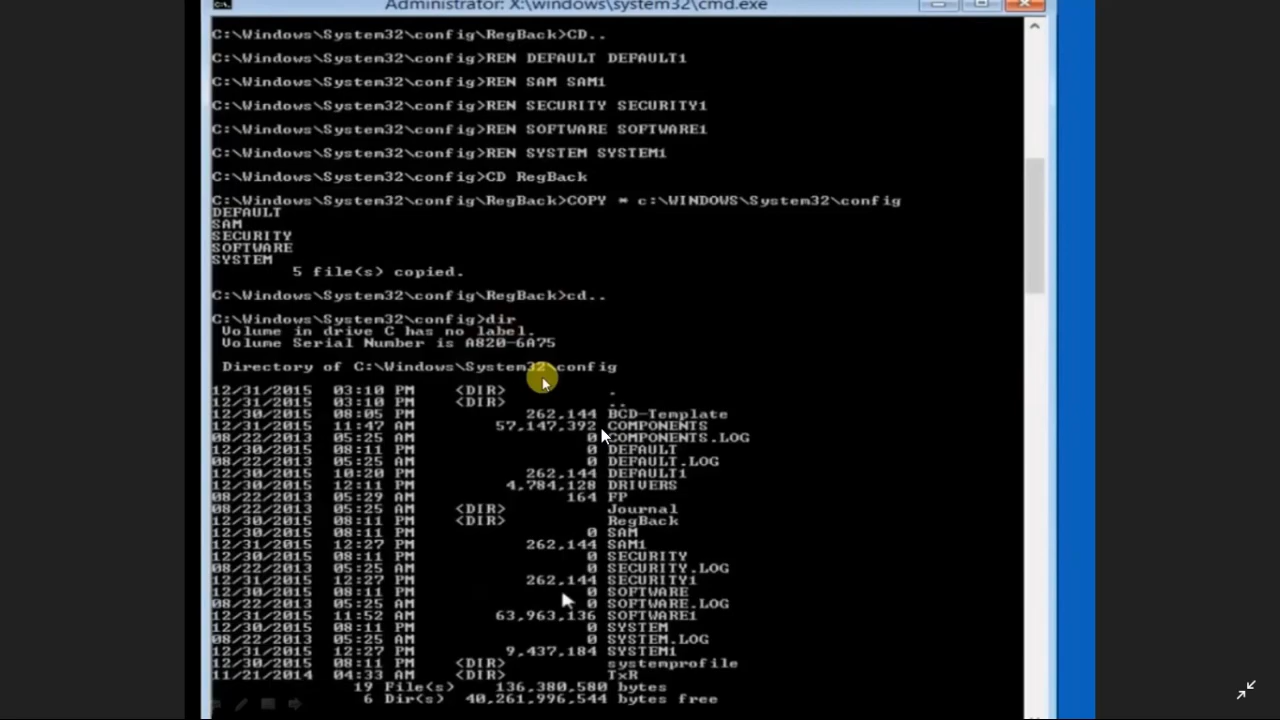 Administrator: X:\windows\system32\cmd.exe
C:\Windows\System32\config\RegBack>CD..
C:\Windows\System32\config>REN DEFAULT DEFAULT1
C:\Windows\System32\config>REN SAM SAM1
C:\Windows\System32\config>REN SECURITY SECURITY1
C:\Windows\System32\config>REN SOFTWARE SOFTWARE1
C:\Windows\System32\config>REN SYSTEM SYSTEM1
C:\Windows\System32\config>CD RegBack
C:\Windows\System32\config\RegBack>COPY * c:\WINDOWS\System32\config
DEFAULT
SAM
SECURITY
SOFTWARE
SYSTEM
5 file(s) copied.
C:\Windows\System32\config\RegBack>cd..
C:\Windows\System32\config>dir
Volume in drive C has no label.
Volume Serial Number is A820-6A75
Directory of C:\Windows\System32\config
12/31/2015 03:10 PM <DIR> .
12/31/2015 03:10 PM <DIR> ..
12/30/2015 08:05 PM 262,144 BCD-Template
12/31/2015 11:47 AM 57,147,392 COMPONENTS
08/22/2013 05:25 AM 0 COMPONENTS.LOG
12/30/2015 08:11 PM 0 DEFAULT
08/22/2013 05:25 AM 0 DEFAULT.LOG
12/30/2015 10:20 PM 262,144 DEFAULT1
12/30/2015 12:11 PM 4,784,128 DRIVERS
08/22/2013 05:29 AM 164 FP
08/22/2013 05:25 AM <DIR> Journal
12/30/2015 08:11 PM <DIR> RegBack
12/30/2015 08:11 PM 0 SAM
12/31/2015 12:27 PM 262,144 SAM1
12/30/2015 08:11 PM 0 SECURITY
08/22/2013 05:25 AM 0 SECURITY.LOG
12/31/2015 12:27 PM 262,144 SECURITY1
12/30/2015 08:11 PM 0 SOFTWARE
08/22/2013 05:25 AM 0 SOFTWARE.LOG
12/31/2015 11:52 AM 63,963,136 SOFTWARE1
12/30/2015 08:11 PM 0 SYSTEM
08/22/2013 05:25 AM 0 SYSTEM.LOG
12/31/2015 12:27 PM 9,437,184 SYSTEM1
12/30/2015 08:11 PM <DIR> systemprofile
11/21/2014 04:33 AM <DIR> TxR
19 File(s) 136,380,580 bytes
6 Dir(s) 40,261,996,544 bytes free